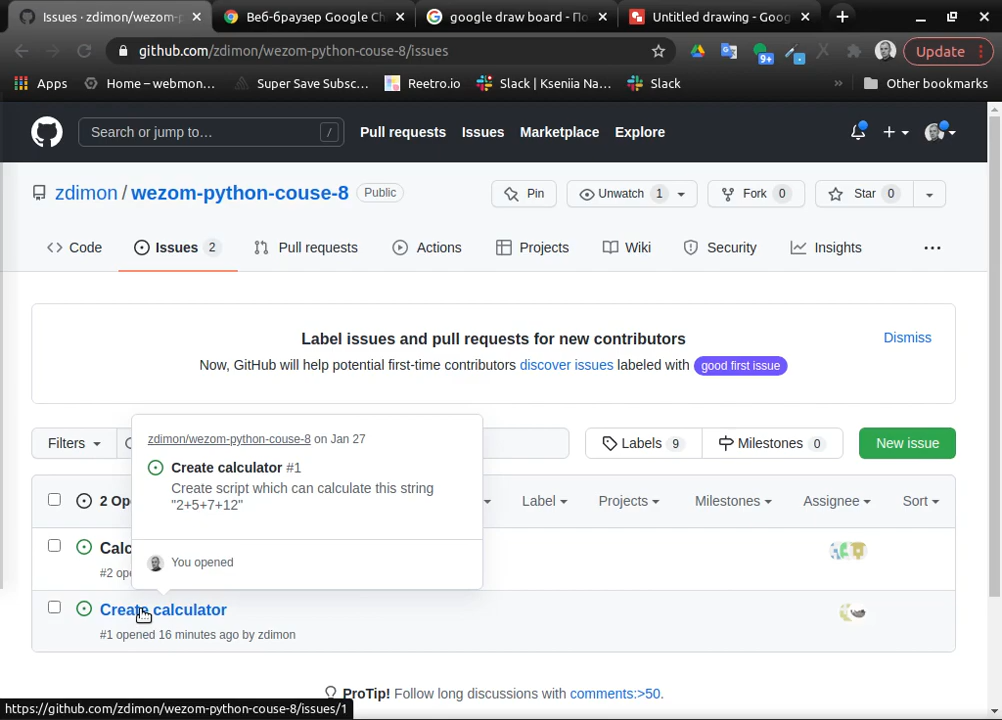 Issues · zdimon/wezom-p
Веб-браузер Google Ch
google draw board - По
Untitled drawing - Goog
github.com/zdimon/wezom-python-couse-8/issues
9+
Update
Apps
Home – webmon...
Super Save Subsc...
Reetro.io
Slack | Kseniia Na...
Slack
»
Other bookmarks
Search or jump to...
/
Pull requests
Issues
Marketplace
Explore
zdimon / wezom-python-couse-8
Public
Pin
Unwatch 1
Fork 0
Star 0
Code
Issues 2
Pull requests
Actions
Projects
Wiki
Security
Insights
Label issues and pull requests for new contributors
Dismiss
Now, GitHub will help potential first-time contributors discover issues labeled with good first issue
Filters
Labels 9
Milestones 0
New issue
zdimon/wezom-python-couse-8 on Jan 27
Create calculator #1
Create script which can calculate this string
"2+5+7+12"
You opened
2 Op
Label
Projects
Milestones
Assignee
Sort
Calc
#2 ope
Create calculator
#1 opened 16 minutes ago by zdimon
ProTip! Follow long discussions with comments:>50.
https://github.com/zdimon/wezom-python-couse-8/issues/1